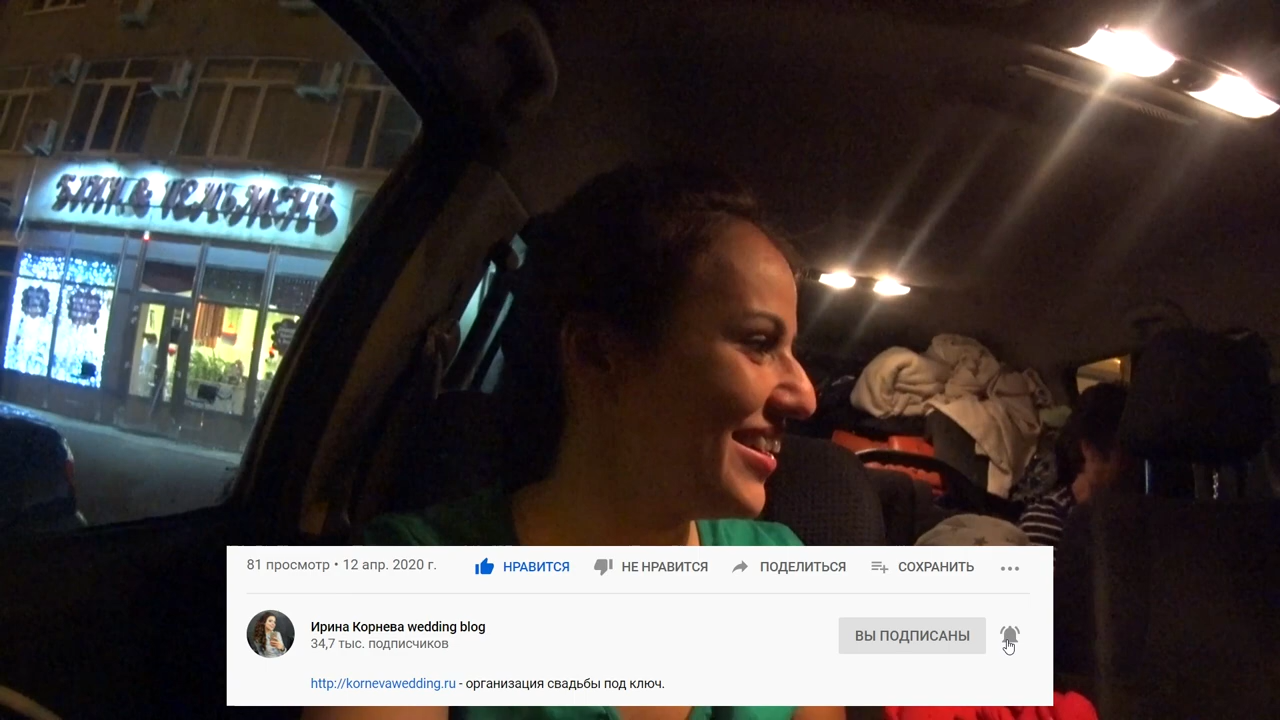 БЛИН & ПЕЛЬМЕНЬ
81 просмотр • 12 апр. 2020 г.
НРАВИТСЯ
НЕ НРАВИТСЯ
ПОДЕЛИТЬСЯ
СОХРАНИТЬ
Ирина Корнева wedding blog
34,7 тыс. подписчиков
ВЫ ПОДПИСАНЫ
http://kornevawedding.ru - организация свадьбы под ключ.